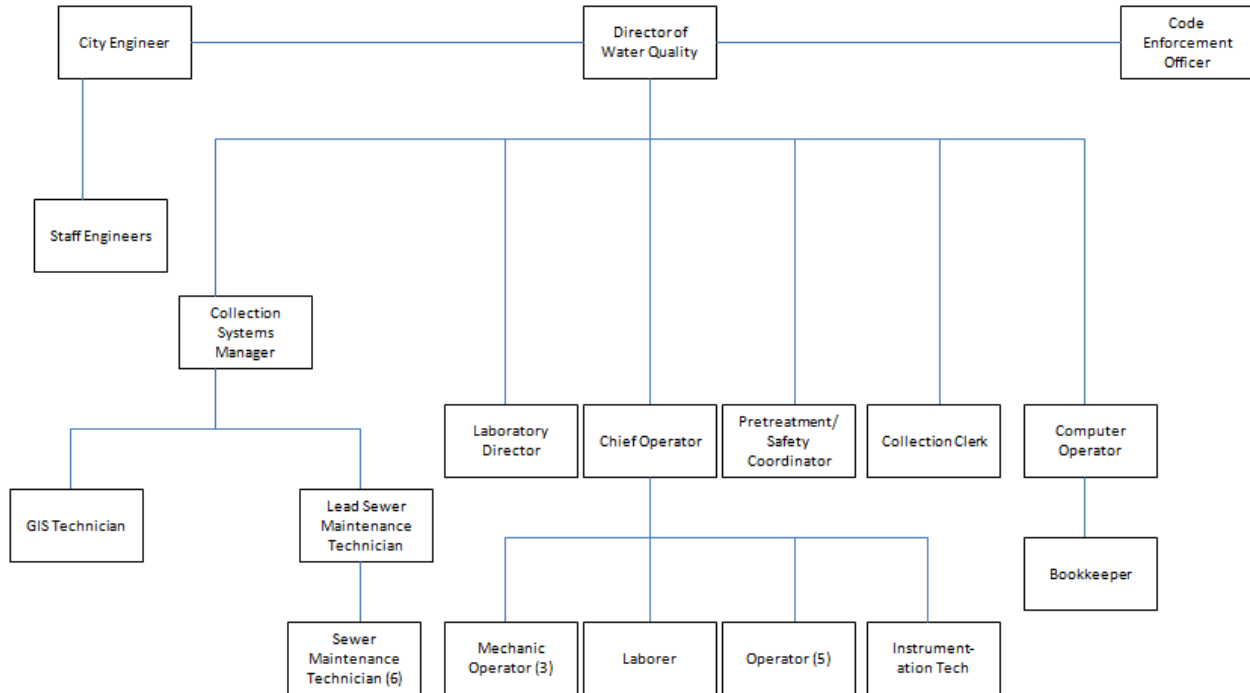 City Engineer
Director of
Water Quality
Code
Enforcement
Officer
Staff Engineers
Collection
Systems
Manager
Laboratory
Director
Chief Operator
Pretreatment/
Safety
Coordinator
Collection Clerk
Computer
Operator
GIS Technician
Lead Sewer
Maintenance
Technician
Bookkeeper
Sewer
Maintenance
Technician (6)
Mechanic
Operator (3)
Laborer
Operator (5)
Instrument-
ation Tech